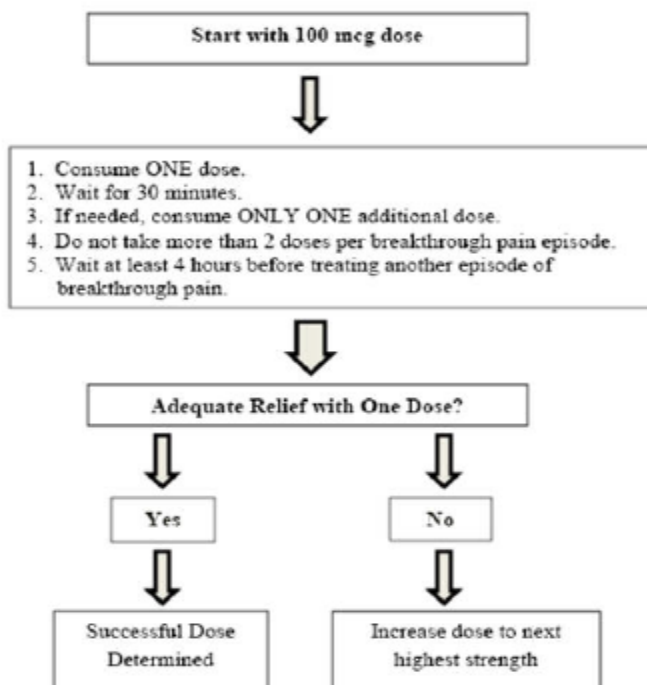 Start with 100 mcg dose
1. Consume ONE dose.
2. Wait for 30 minutes.
3. If needed, consume ONLY ONE additional dose.
4. Do not take more than 2 doses per breakthrough pain episode.
5. Wait at least 4 hours before treating another episode of
breakthrough pain.
Adequate Relief with One Dose?
Yes
No
Successful Dose
Determined
Increase dose to next
highest strength